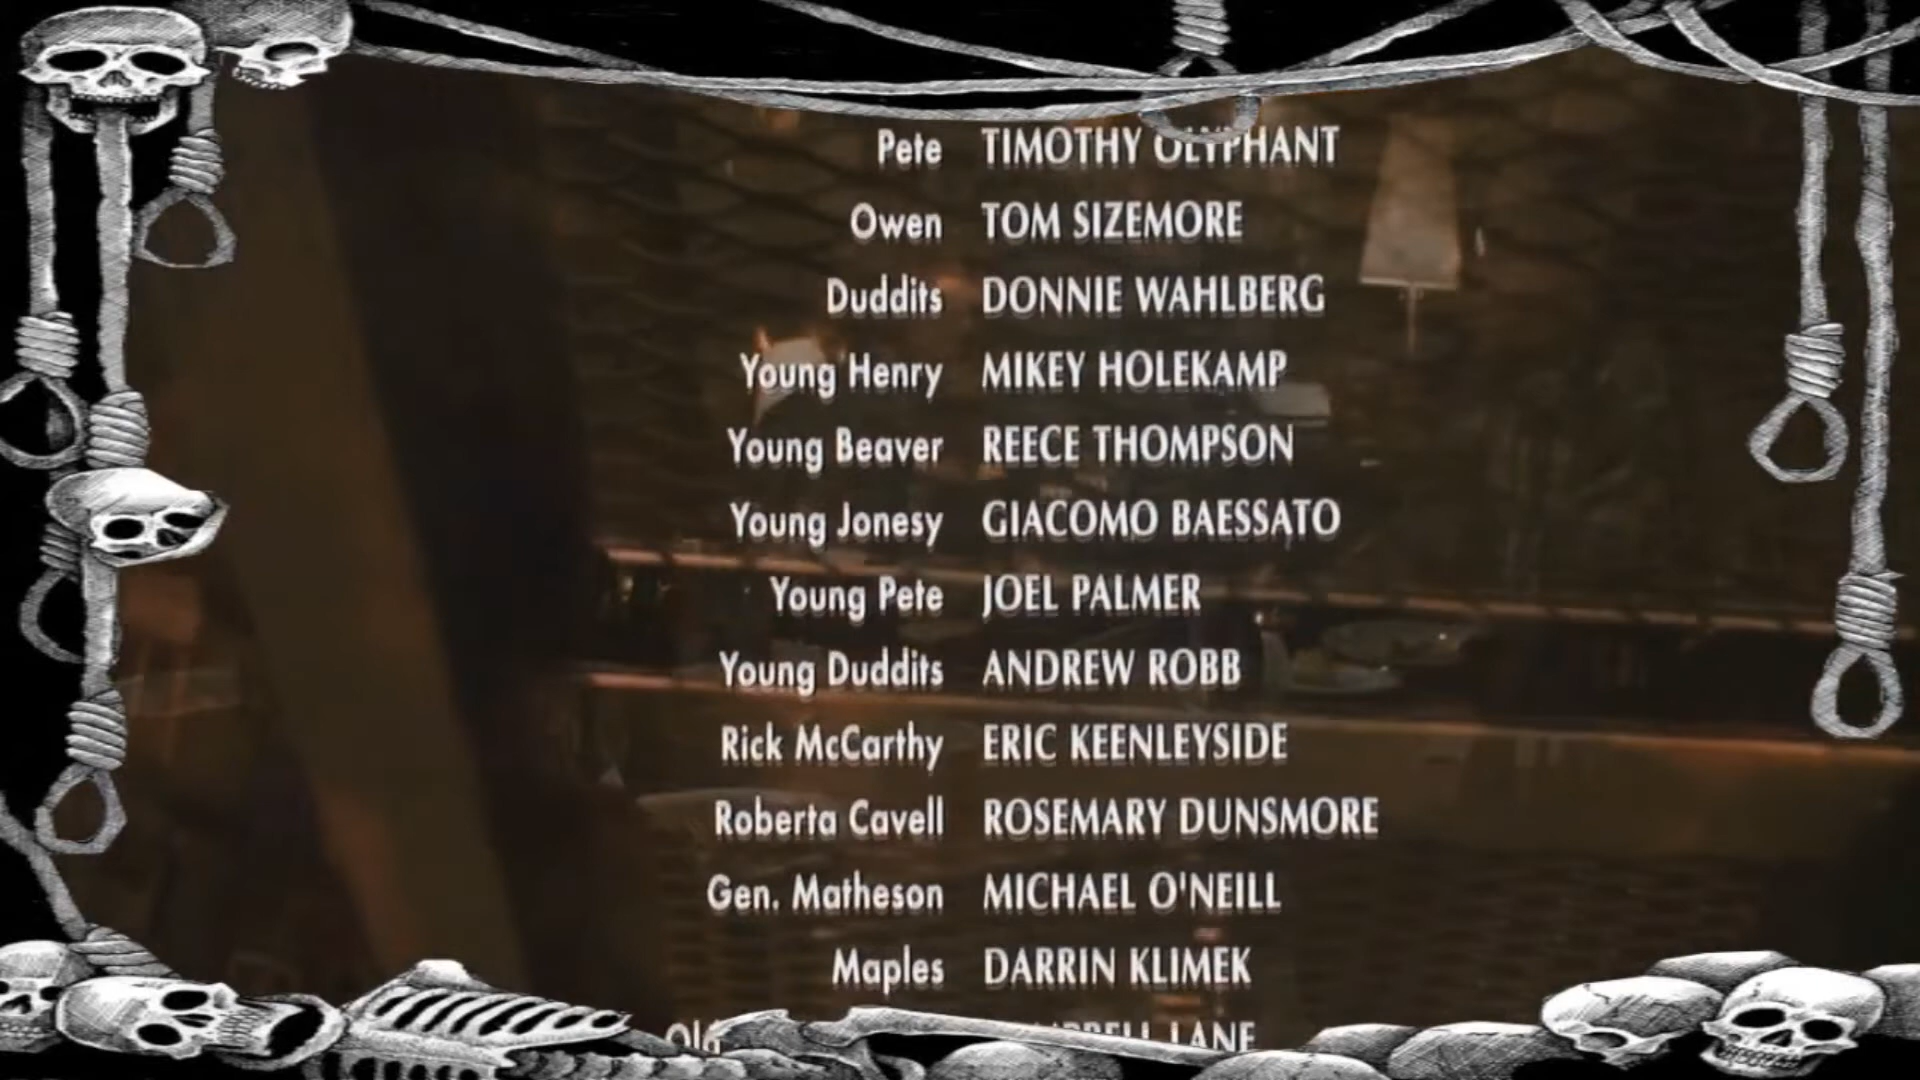 Pete TIMOTHY OLYPHANT
Owen TOM SIZEMORE
Duddits DONNIE WAHLBERG
Young Henry MIKEY HOLEKAMP
Young Beaver REECE THOMPSON
Young Jonesy GIACOMO BAESSATO
Young Pete JOEL PALMER
Young Duddits ANDREW ROBB
Rick McCarthy ERIC KEENLEYSIDE
Roberta Cavell ROSEMARY DUNSMORE
Gen. Matheson MICHAEL O'NEILL
Maples DARRIN KLIMEK
Old LANE